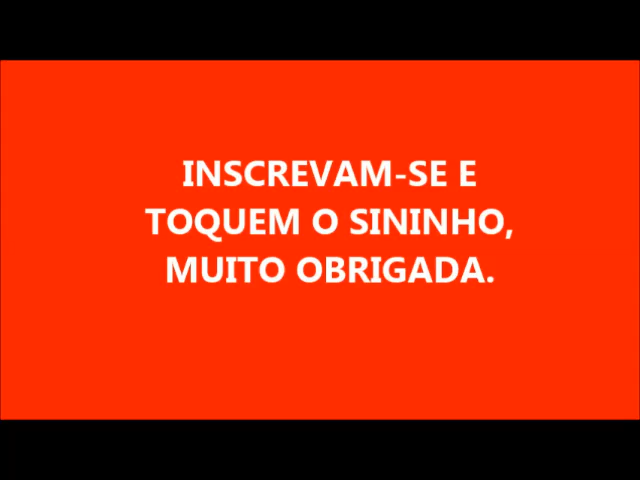 INSCREVAM-SE E
TOQUEM O SININHO,
MUITO OBRIGADA.